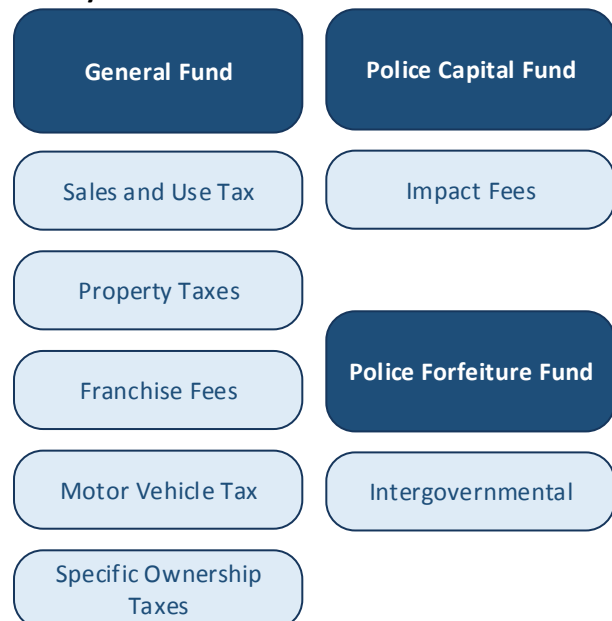 General Fund
Sales and Use Tax
Property Taxes
Franchise Fees
Motor Vehicle Tax
Specific Ownership
Taxes
Police Capital Fund
Impact Fees
Police Forfeiture Fund
Intergovernmental